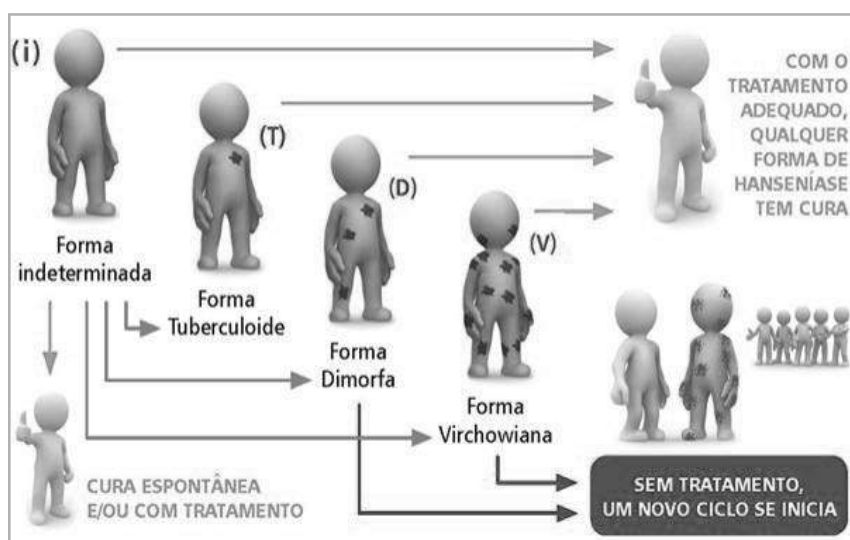 (i)
COM O
TRATAMENTO
ADEQUADO,
QUALQUER
FORMA DE
HANSENÍASE
TEM CURA
(T)
(D)
(V)
Forma
indeterminada
Forma
Tuberculoide
Forma
Dimorfa
Forma
Virchowiana
CURA ESPONTÂNEA
E/OU COM TRATAMENTO
SEM TRATAMENTO,
UM NOVO CICLO SE INICIA